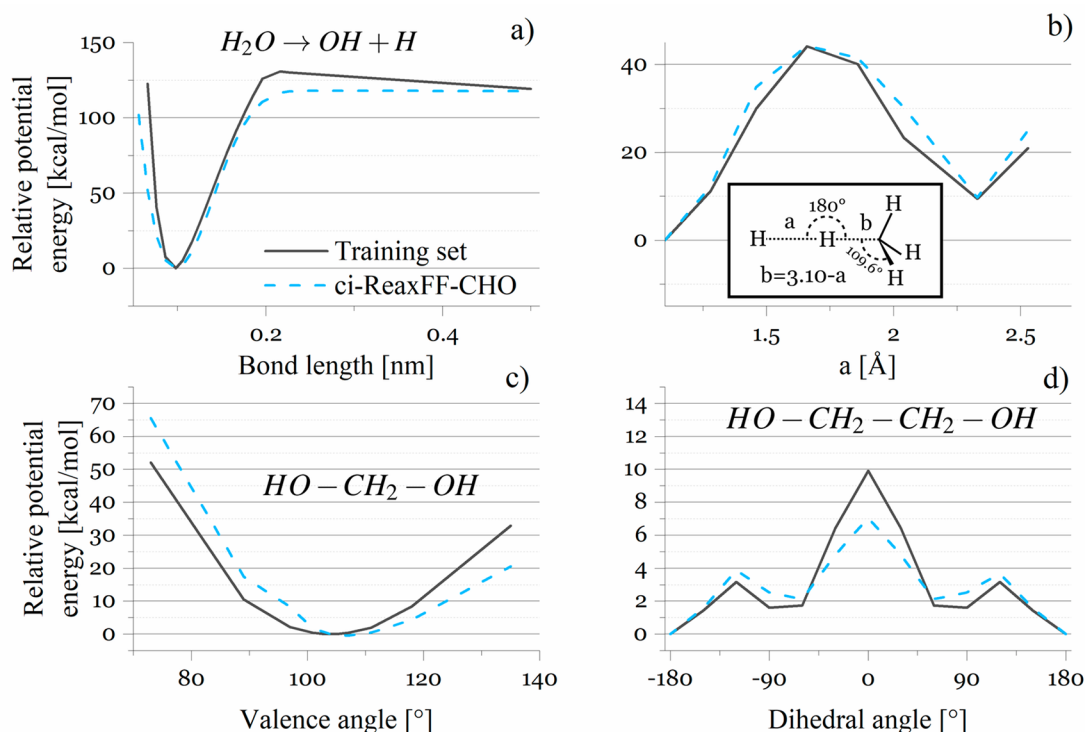 a)
H₂O → OH + H
Relative potential
energy [kcal/mol]
150
100
50
0
0.2
0.4
Bond length [nm]
Training set
ci-ReaxFF-CHO
b)
40
20
0
1.5
2
2.5
a [Å]
H
180°
a
b
H
H
H
109.6°
H
b=3.10-a
c)
HO − CH₂ − OH
Relative potential
energy [kcal/mol]
70
60
50
40
30
20
10
0
80
100
120
140
Valence angle [°]
d)
HO − CH₂ − CH₂ − OH
14
12
10
8
6
4
2
0
-180
-90
0
90
180
Dihedral angle [°]